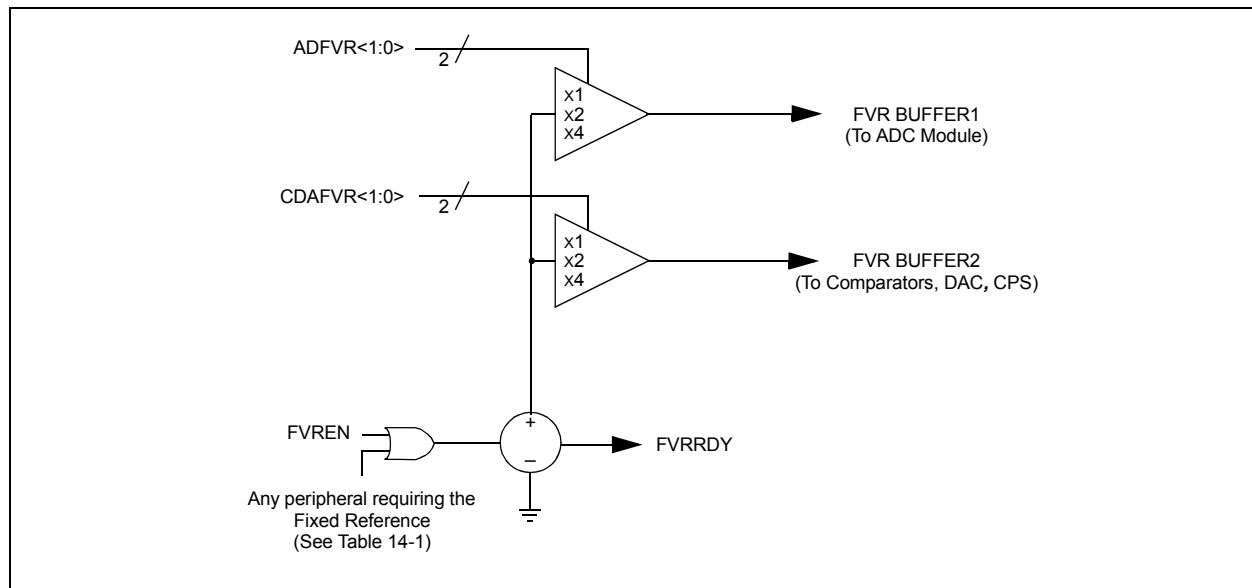 ADFVR<1:0>
2
X1
X2
X4
FVR BUFFER1
(To ADC Module)
CDAFVR<1:0>
2
X1
X2
X4
FVR BUFFER2
(To Comparators, DAC, CPS)
FVREN
+
–
FVRRDY
Any peripheral requiring the
Fixed Reference
(See Table 14-1)